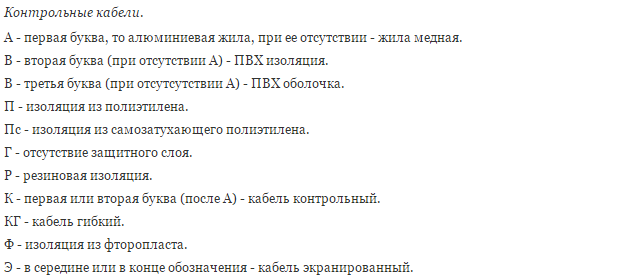 Контрольные кабели.
А - первая буква, то алюминиевая жила, при ее отсутствии - жила медная.
В - вторая буква (при отсутствии А) - ПВХ изоляция.
В - третья буква (при отсутсутствии А) - ПВХ оболочка.
П - изоляция из полиэтилена.
Пс - изоляция из самозатухающего полиэтилена.
Г - отсутствие защитного слоя.
Р - резиновая изоляция.
К - первая или вторая буква (после А) - кабель контрольный.
КГ - кабель гибкий.
Ф - изоляция из фторопласта.
Э - в середине или в конце обозначения - кабель экранированный.